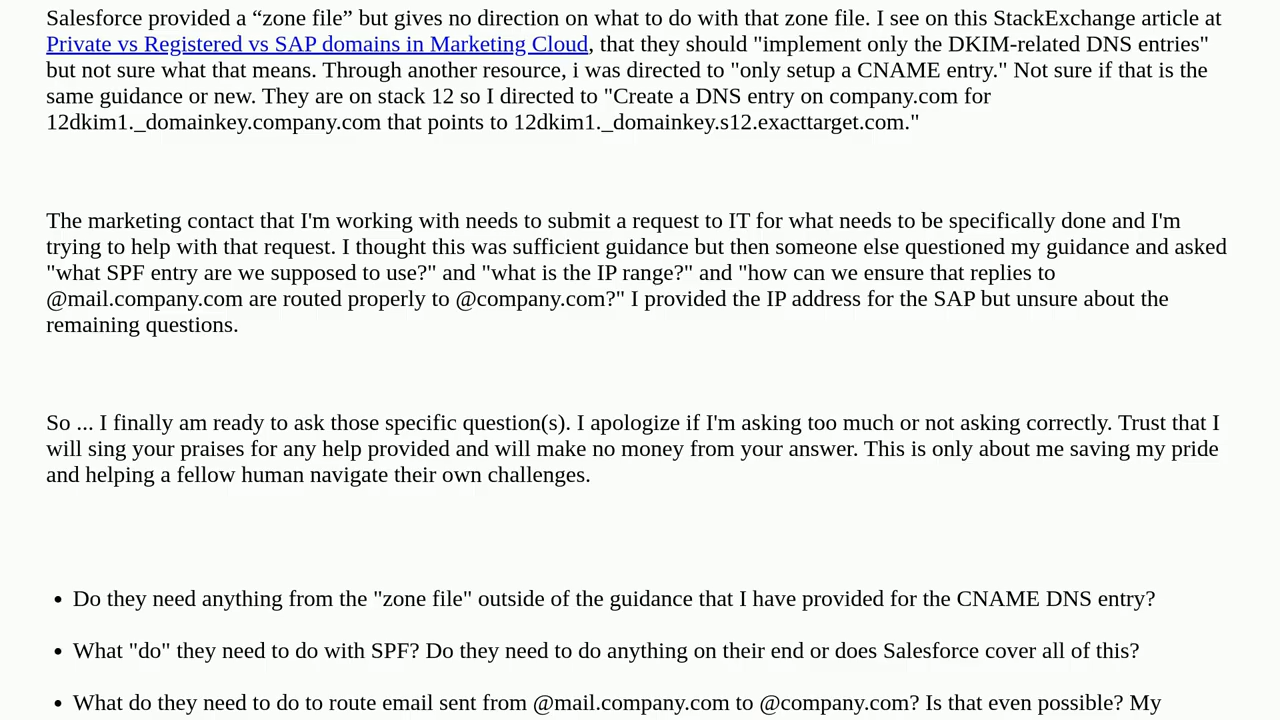 Salesforce provided a “zone file” but gives no direction on what to do with that zone file. I see on this StackExchange article at
Private vs Registered vs SAP domains in Marketing Cloud, that they should "implement only the DKIM-related DNS entries"
but not sure what that means. Through another resource, i was directed to "only setup a CNAME entry." Not sure if that is the
same guidance or new. They are on stack 12 so I directed to "Create a DNS entry on company.com for
12dkim1._domainkey.company.com that points to 12dkim1._domainkey.s12.exacttarget.com."
The marketing contact that I'm working with needs to submit a request to IT for what needs to be specifically done and I'm
trying to help with that request. I thought this was sufficient guidance but then someone else questioned my guidance and asked
"what SPF entry are we supposed to use?" and "what is the IP range?" and "how can we ensure that replies to
@mail.company.com are routed properly to @company.com?" I provided the IP address for the SAP but unsure about the
remaining questions.
So ... I finally am ready to ask those specific question(s). I apologize if I'm asking too much or not asking correctly. Trust that I
will sing your praises for any help provided and will make no money from your answer. This is only about me saving my pride
and helping a fellow human navigate their own challenges.
• Do they need anything from the "zone file" outside of the guidance that I have provided for the CNAME DNS entry?
• What "do" they need to do with SPF? Do they need to do anything on their end or does Salesforce cover all of this?
• What do they need to do to route email sent from @mail.company.com to @company.com? Is that even possible? My